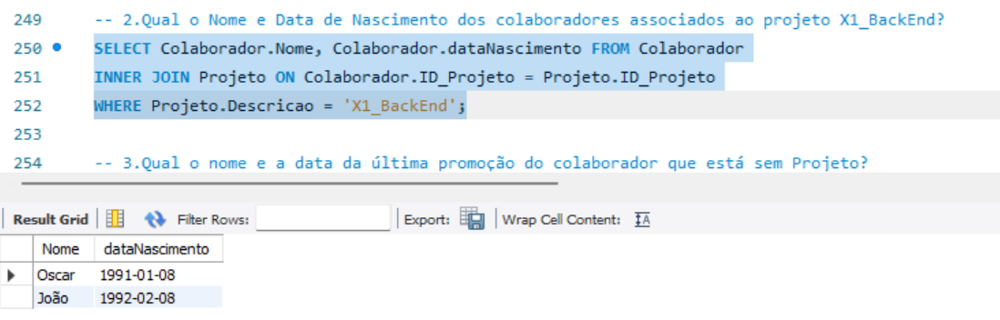 249 -- 2.Qual o Nome e Data de Nascimento dos colaboradores associados ao projeto X1_BackEnd?
250 SELECT Colaborador.Nome, Colaborador.dataNascimento FROM Colaborador
251 INNER JOIN Projeto ON Colaborador.ID_Projeto = Projeto.ID_Projeto
252 WHERE Projeto.Descricao = 'X1_BackEnd';
253
254 -- 3.Qual o nome e a data da última promoção do colaborador que está sem Projeto?
Result Grid Filter Rows: Export: Wrap Cell Content: IA
Nome dataNascimento
Oscar 1991-01-08
João 1992-02-08